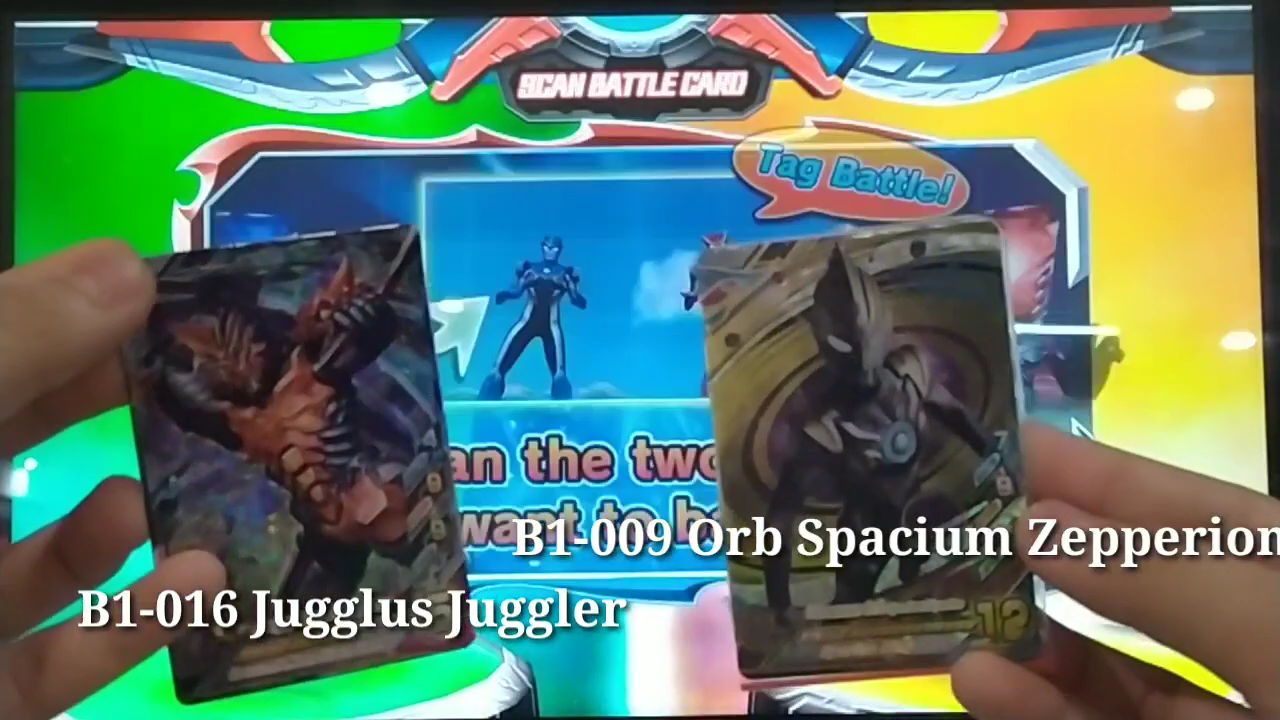 SCAN BATTLE CARD
Tag Battle!
an the two
want to b
B1-009 Orb Spacium Zepperion
B1-016 Jugglus Juggler
12